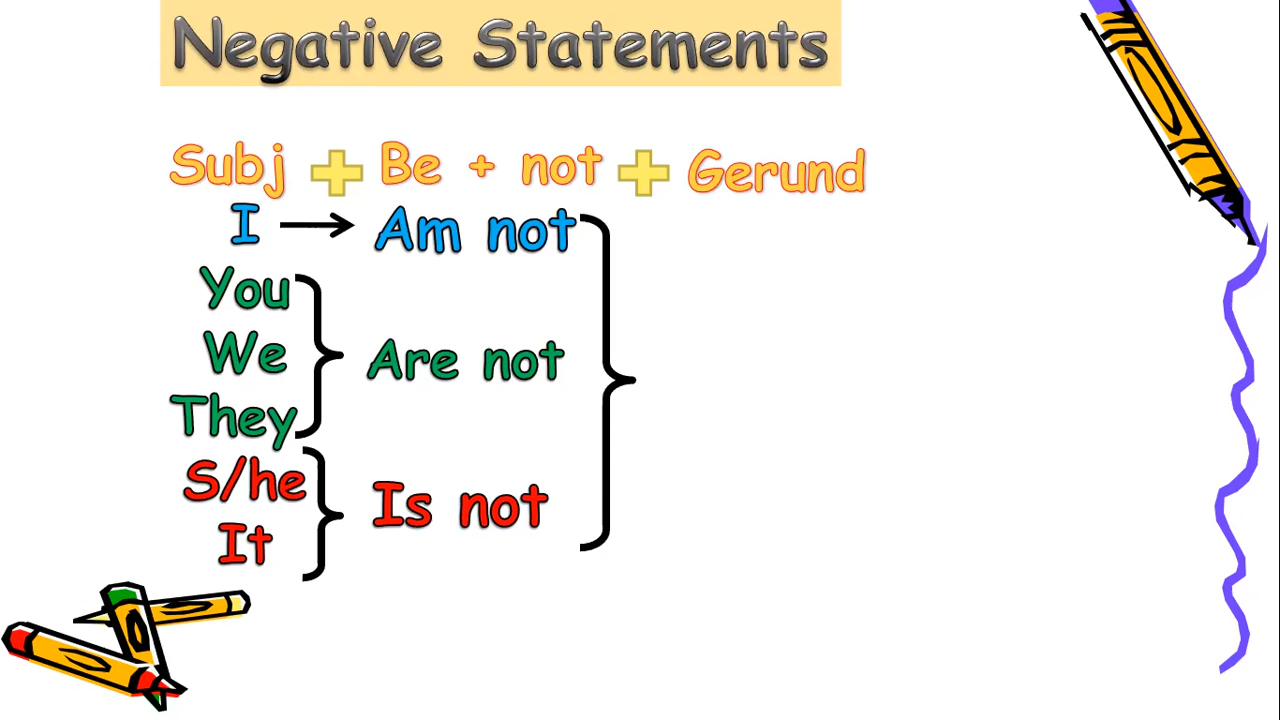 Negative Statements
Subj + Be + not + Gerund
I → Am not
You
We
They
Are not
S/he
It
Is not